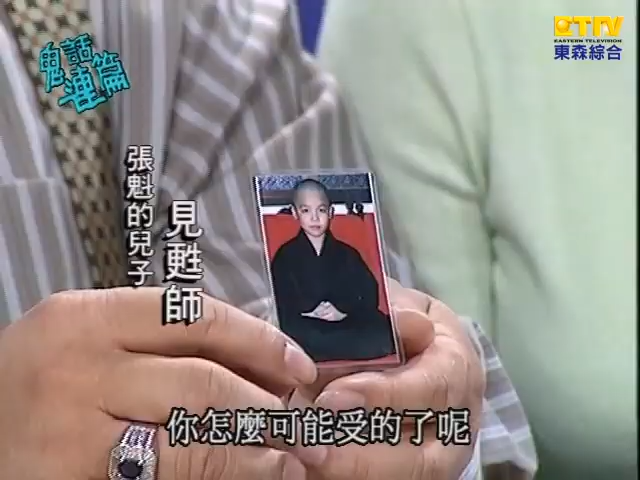 鬼話連篇
ETTV
EASTERN TELEVISION
東森綜合
張魁的兒子
見甦師
你怎麼可能受的了呢